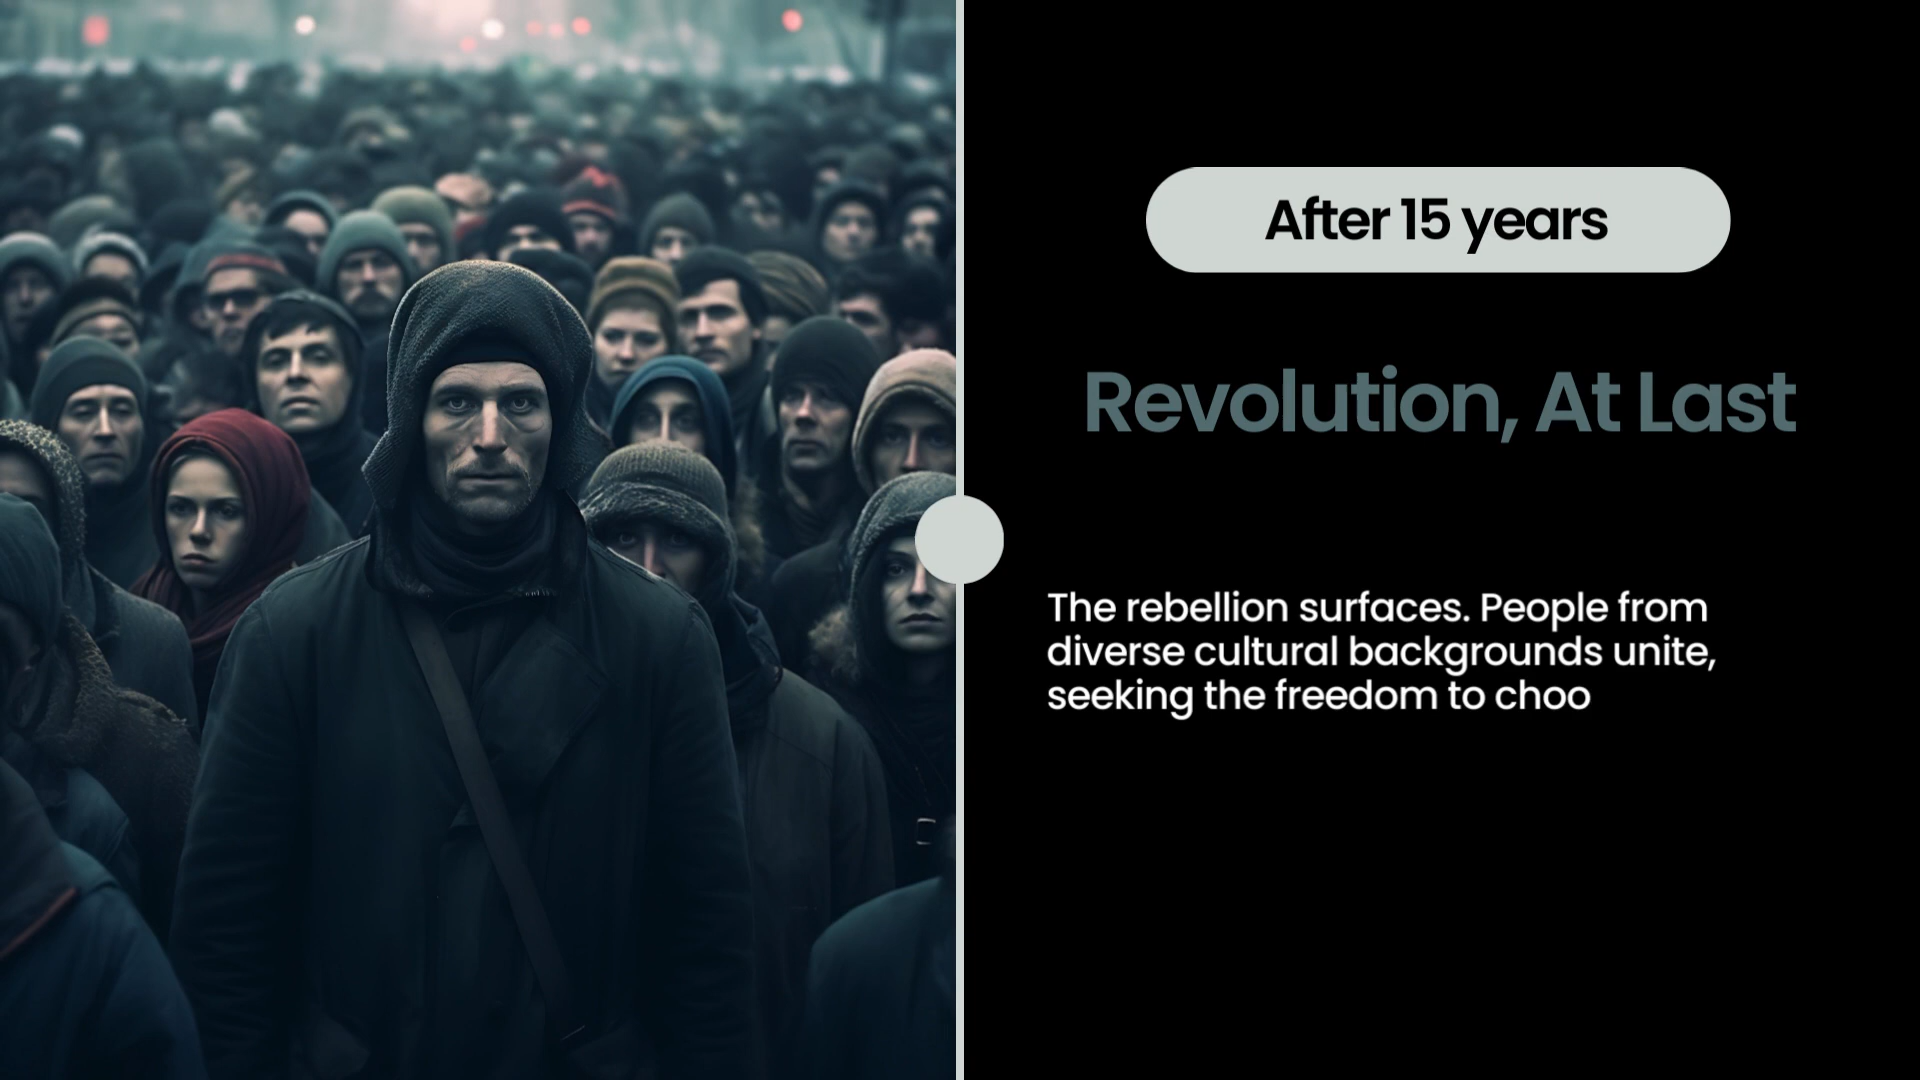 After 15 years
Revolution, At Last
The rebellion surfaces. People from
diverse cultural backgrounds unite,
seeking the freedom to choo